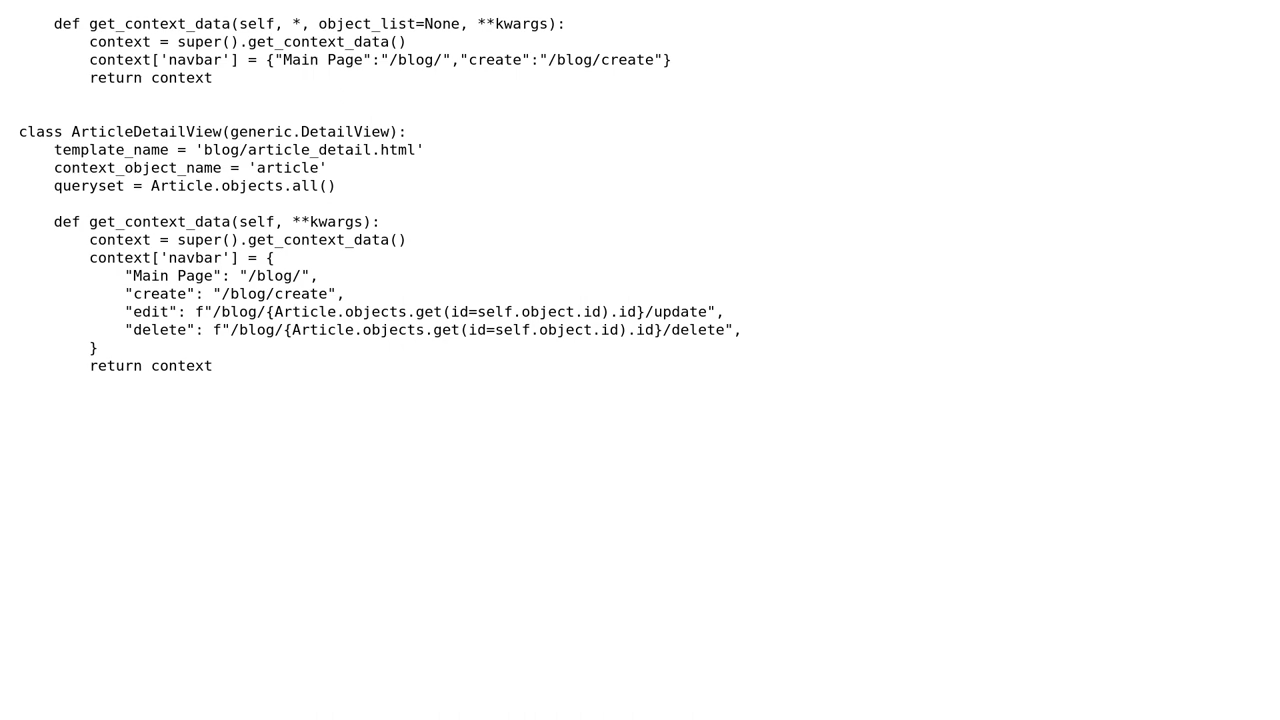 def get_context_data(self, *, object_list=None, **kwargs):
        context = super().get_context_data()
        context['navbar'] = {"Main Page":"/blog/","create":"/blog/create"}
        return context


class ArticleDetailView(generic.DetailView):
    template_name = 'blog/article_detail.html'
    context_object_name = 'article'
    queryset = Article.objects.all()

    def get_context_data(self, **kwargs):
        context = super().get_context_data()
        context['navbar'] = {
            "Main Page": "/blog/",
            "create": "/blog/create",
            "edit": f"/blog/{Article.objects.get(id=self.object.id).id}/update",
            "delete": f"/blog/{Article.objects.get(id=self.object.id).id}/delete",
        }
        return context